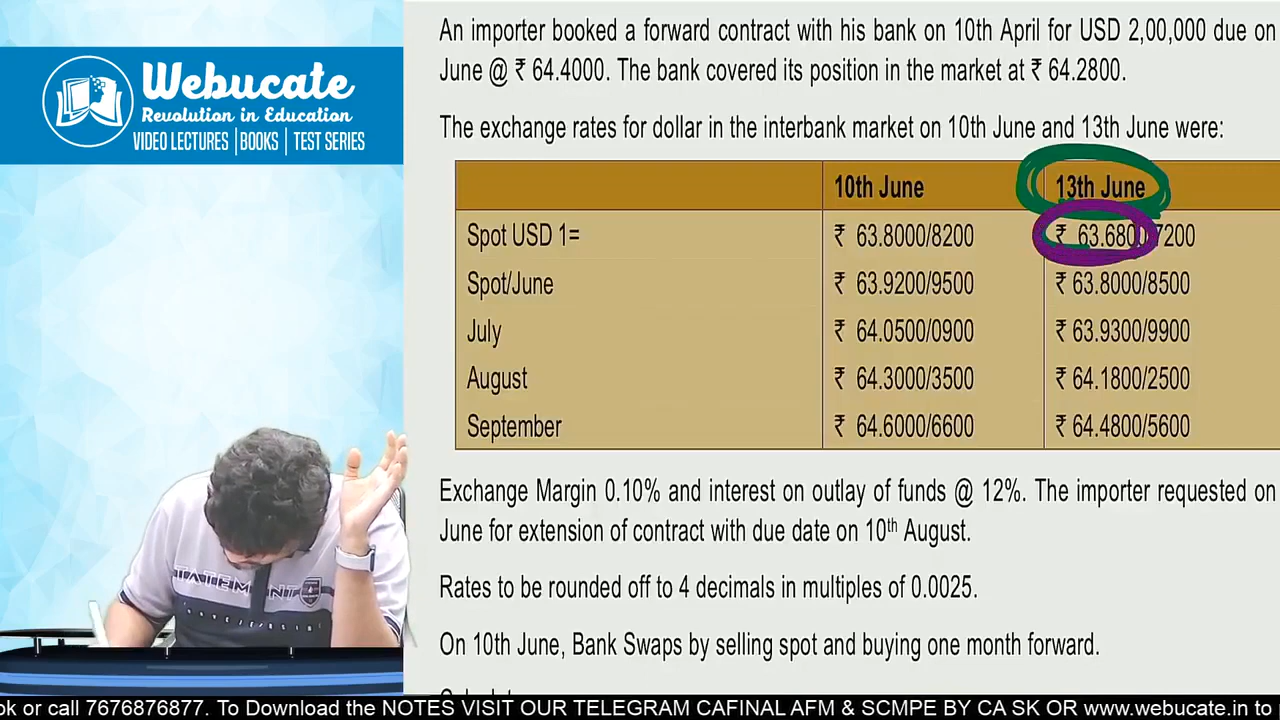 Webucate
Revolution in Education
VIDEO LECTURES | BOOKS | TEST SERIES
An importer booked a forward contract with his bank on 10th April for USD 2,00,000 due on
June @ ₹ 64.4000. The bank covered its position in the market at ₹ 64.2800.
The exchange rates for dollar in the interbank market on 10th June and 13th June were:
10th June 13th June
Spot USD 1= ₹ 63.8000/8200 ₹ 63.6800/7200
Spot/June ₹ 63.9200/9500 ₹ 63.8000/8500
July ₹ 64.0500/0900 ₹ 63.9300/9900
August ₹ 64.3000/3500 ₹ 64.1800/2500
September ₹ 64.6000/6600 ₹ 64.4800/5600
Exchange Margin 0.10% and interest on outlay of funds @ 12%. The importer requested on
June for extension of contract with due date on 10th August.
Rates to be rounded off to 4 decimals in multiples of 0.0025.
On 10th June, Bank Swaps by selling spot and buying one month forward.
ok or call 7676876877. To Download the NOTES VISIT OUR TELEGRAM CAFINAL AFM & SCMPE BY CA SK OR www.webucate.in to